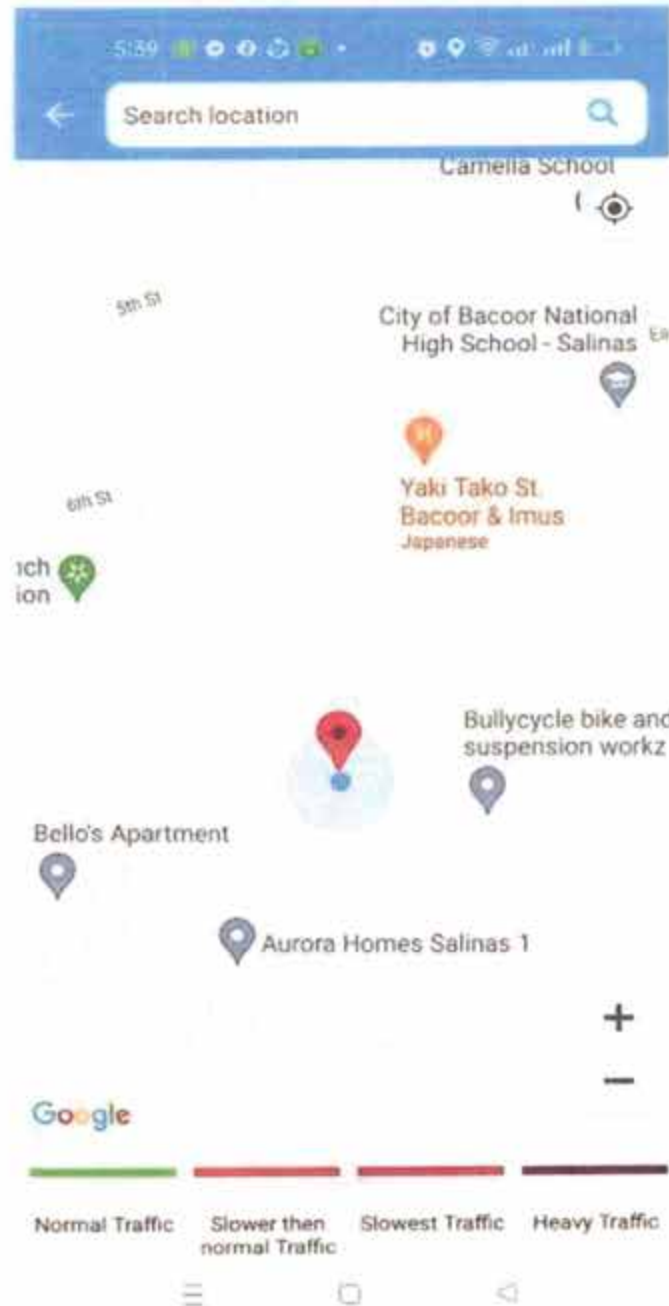 5:39
Search location
Camella School
5th St
City of Bacoor National
High School - Salinas
6th St
Yaki Tako St.
Bacoor & Imus
Japanese
nch
ion
Bullycycle bike and
suspension workz
Bello's Apartment
Aurora Homes Salinas 1
Google
Normal Traffic
Slower then
normal Traffic
Slowest Traffic
Heavy Traffic